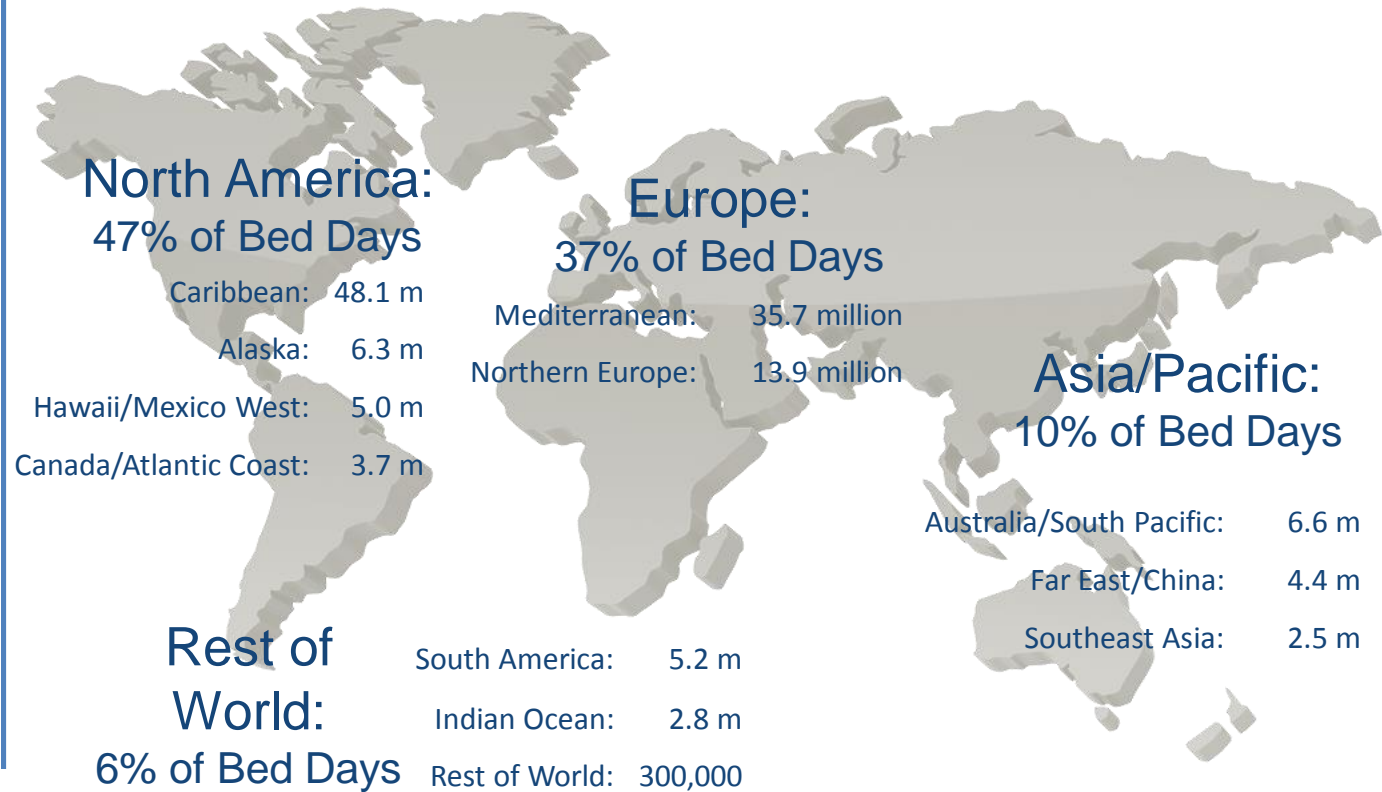 North America:
47% of Bed Days
Caribbean: 48.1 m
Alaska: 6.3 m
Hawaii/Mexico West: 5.0 m
Canada/Atlantic Coast: 3.7 m
Europe:
37% of Bed Days
Mediterranean: 35.7 million
Northern Europe: 13.9 million
Asia/Pacific:
10% of Bed Days
Australia/South Pacific: 6.6 m
Far East/China: 4.4 m
Southeast Asia: 2.5 m
Rest of
World:
6% of Bed Days
South America: 5.2 m
Indian Ocean: 2.8 m
Rest of World: 300,000